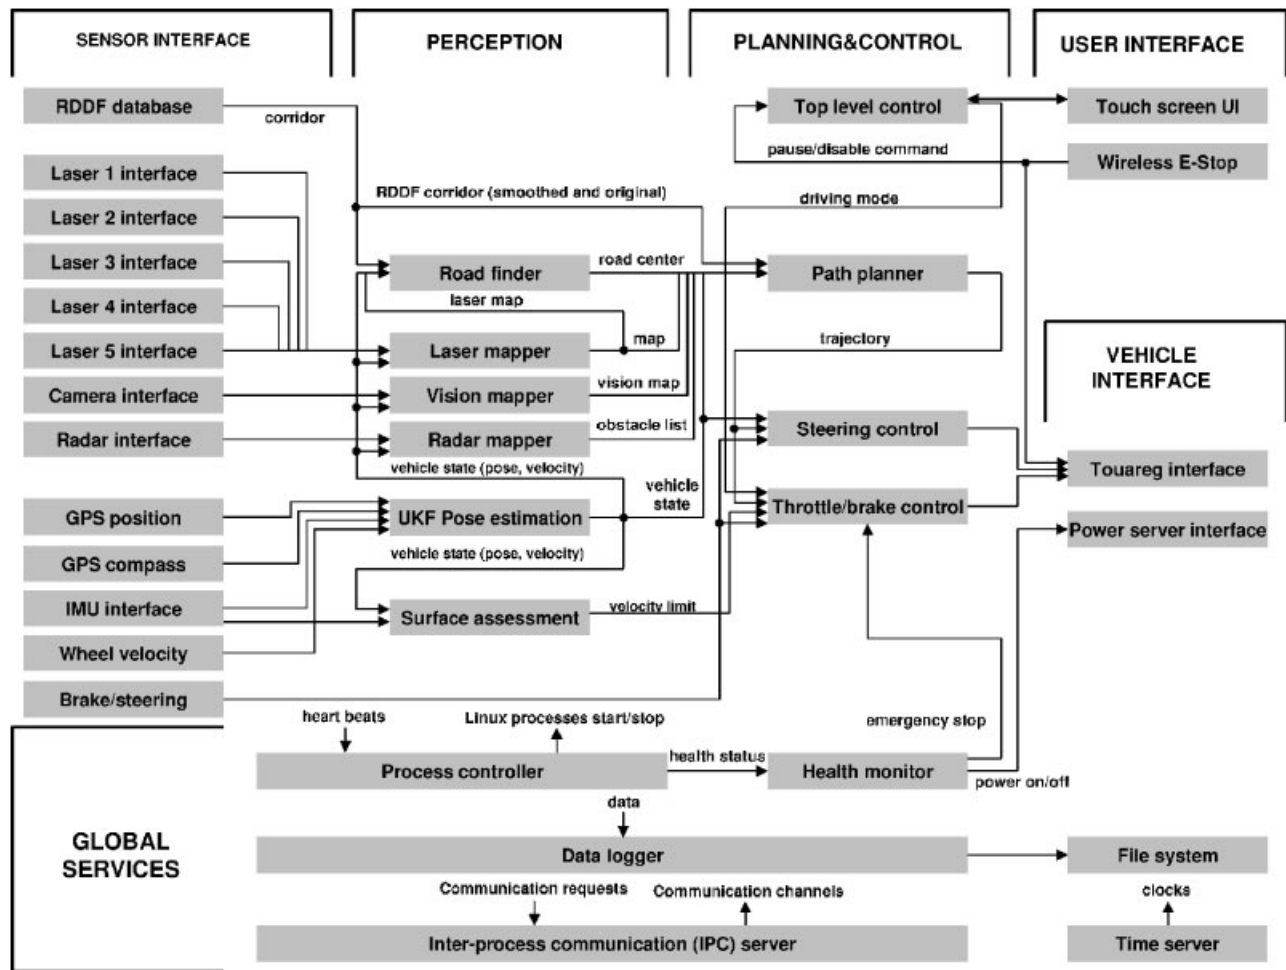 SENSOR INTERFACE
PERCEPTION
PLANNING&CONTROL
USER INTERFACE
RDDF database
corridor
Top level control
Touch screen UI
pause/disable command
Wireless E-Stop
Laser 1 interface
RDDF corridor (smoothed and original)
driving mode
Laser 2 interface
Laser 3 interface
Road finder
road center
Path planner
laser map
Laser 4 interface
trajectory
Laser 5 interface
Laser mapper
map
VEHICLE
INTERFACE
Camera interface
Vision mapper
vision map
Radar interface
Radar mapper
obstacle list
Steering control
Touareg interface
vehicle state (pose, velocity)
vehicle
state
GPS position
UKF Pose estimation
Throttle/brake control
Power server interface
GPS compass
vehicle state (pose, velocity)
IMU interface
Surface assessment
velocity limit
Wheel velocity
Brake/steering
heart beats
Linux processes start/stop
emergency stop
Process controller
health status
Health monitor
power on/off
data
GLOBAL
SERVICES
Data logger
File system
Communication requests
Communication channels
clocks
Inter-process communication (IPC) server
Time server